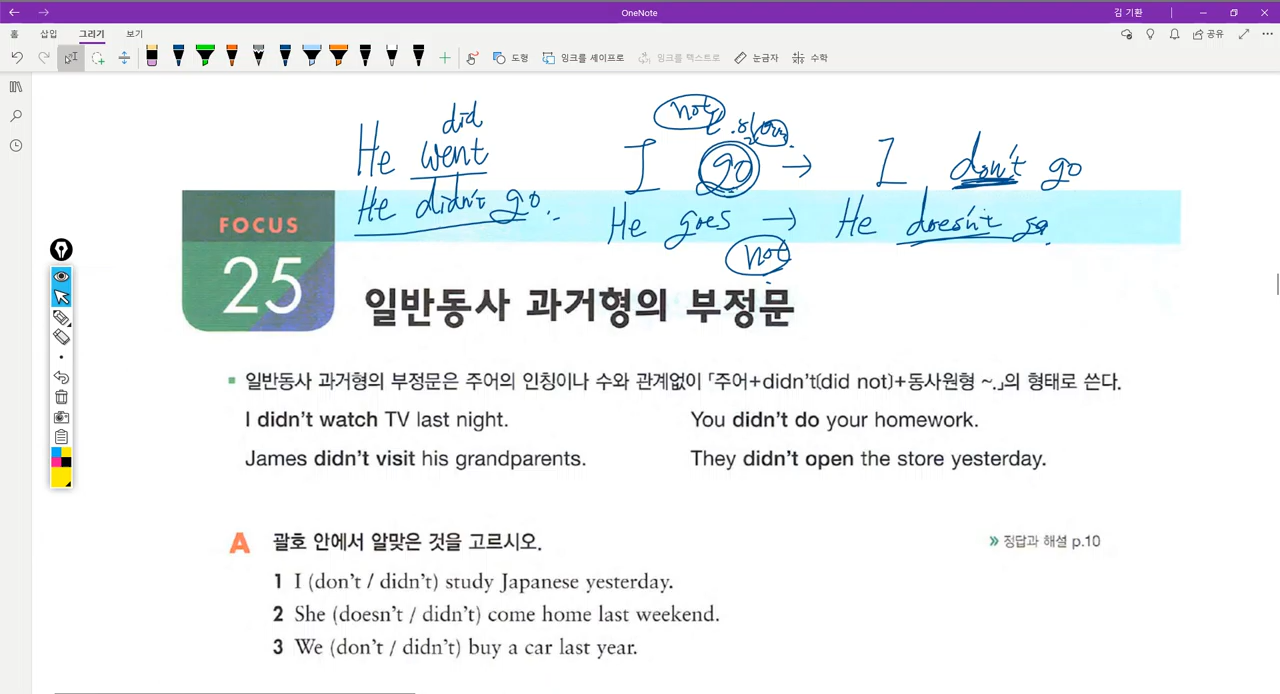 OneNote
김 기환
홈 삽입 그리기 보기
공유
도형 잉크를 셰이프로 잉크를 텍스트로 눈금자 수학
did
He went
He didn't go.
not
I go → I don't go
He goes → He doesn't
not
FOCUS
25
일반동사 과거형의 부정문
일반동사 과거형의 부정문은 주어의 인칭이나 수와 관계없이 「주어+didn't(did not)+동사원형 ~.」의 형태로 쓴다.
I didn't watch TV last night. You didn't do your homework.
James didn't visit his grandparents. They didn't open the store yesterday.
A 괄호 안에서 알맞은 것을 고르시오. » 정답과 해설 p.10
1 I (don't / didn't) study Japanese yesterday.
2 She (doesn't / didn't) come home last weekend.
3 We (don't / didn't) buy a car last year.